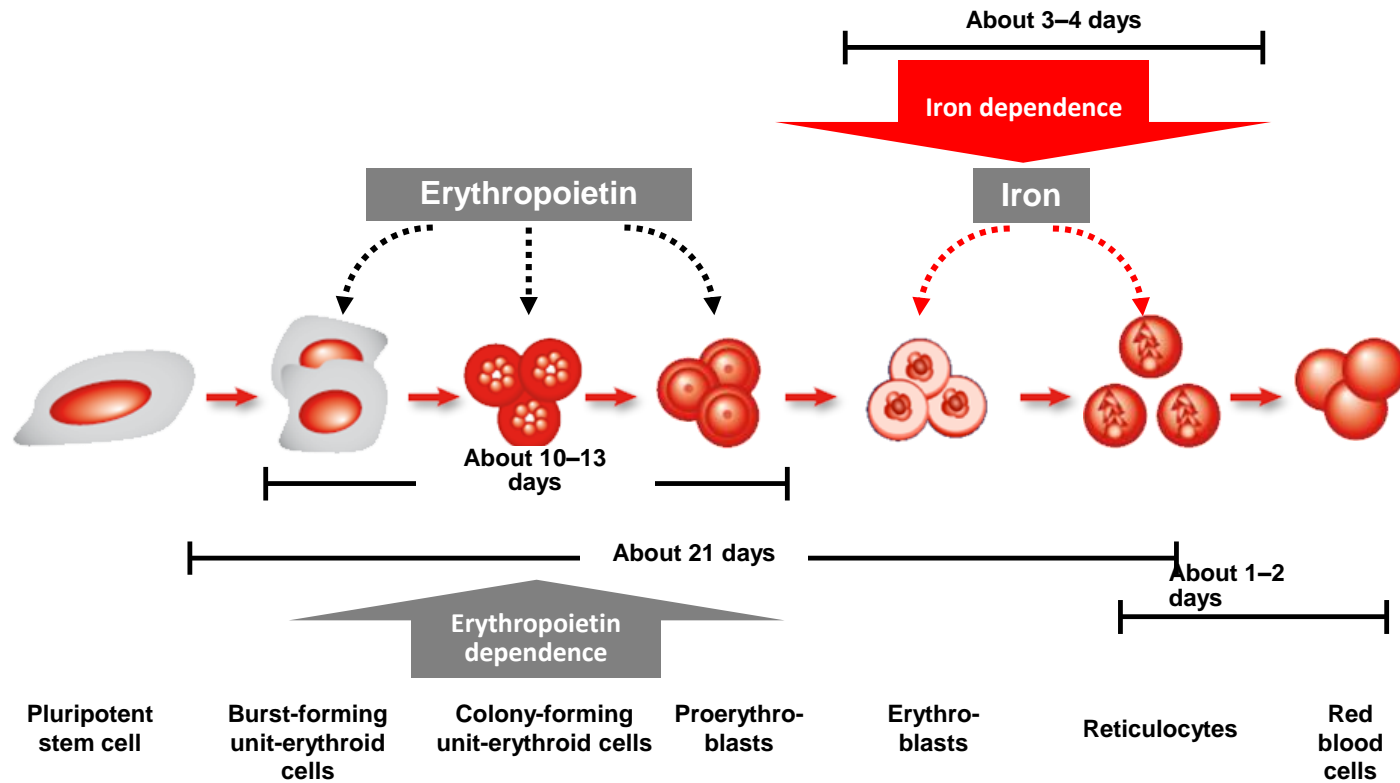 About 3–4 days
Iron dependence
Erythropoietin
Iron
About 10–13
days
About 21 days
About 1–2
days
Erythropoietin
dependence
Pluripotent
stem cell
Burst-forming
unit-erythroid
cells
Colony-forming
unit-erythroid cells
Proerythro-
blasts
Erythro-
blasts
Reticulocytes
Red
blood
cells